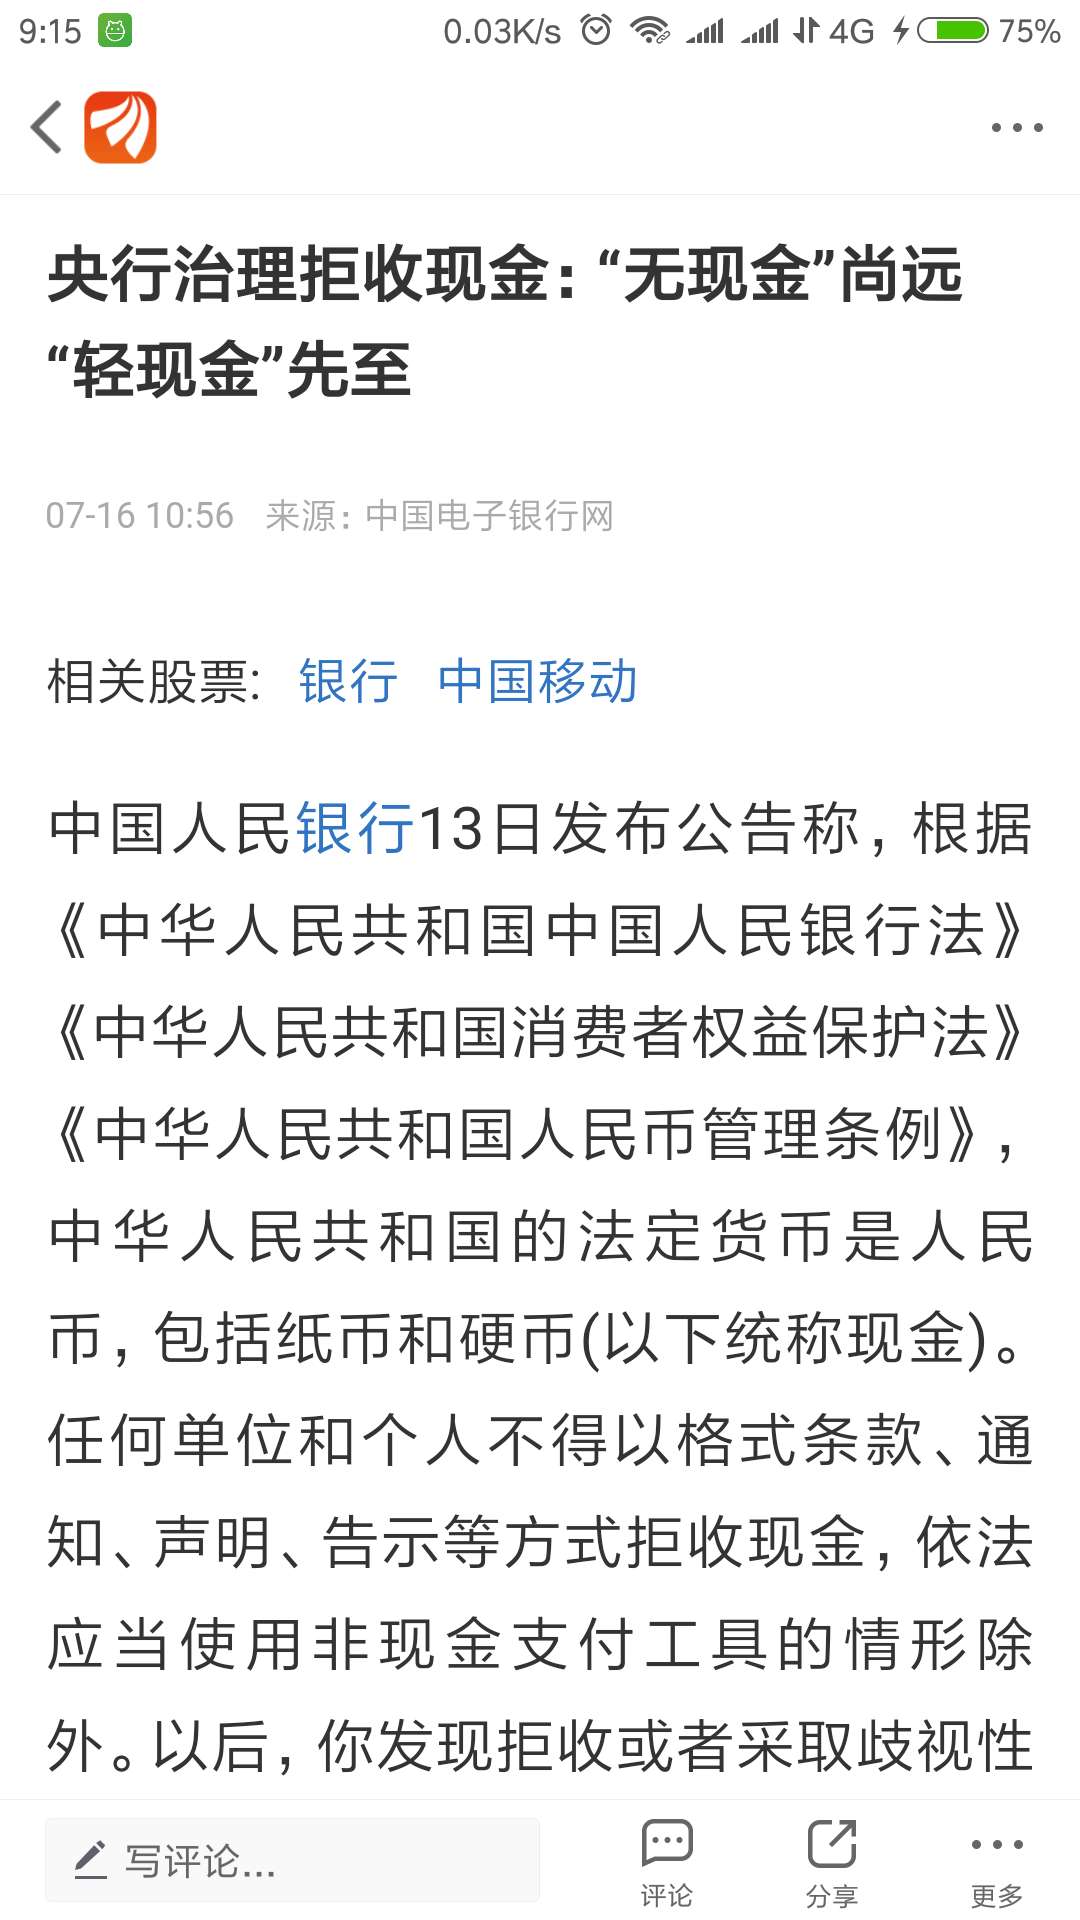 9:15 0.03K/s 4G 75%
央行治理拒收现金：“无现金”尚远
“轻现金”先至
07-16 10:56 来源：中国电子银行网
相关股票: 银行 中国移动
中国人民银行13日发布公告称，根据
《中华人民共和国中国人民银行法》
《中华人民共和国消费者权益保护法》
《中华人民共和国人民币管理条例》，
中华人民共和国的法定货币是人民
币，包括纸币和硬币(以下统称现金)。
任何单位和个人不得以格式条款、通
知、声明、告示等方式拒收现金，依法
应当使用非现金支付工具的情形除
外。以后，你发现拒收或者采取歧视性
写评论...
评论 分享 更多